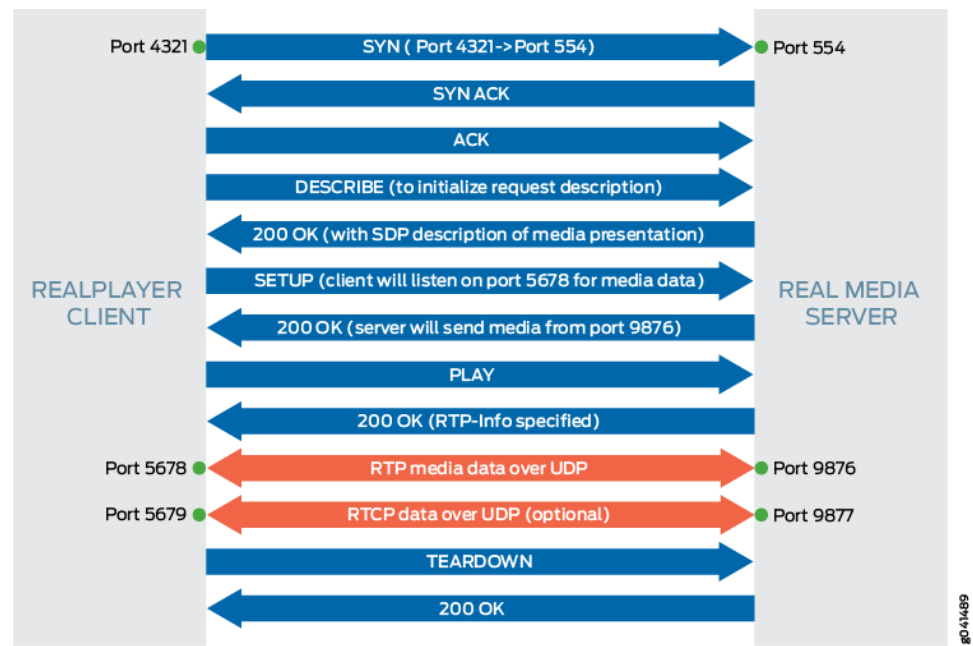 Port 4321
SYN ( Port 4321->Port 554)
Port 554
SYN ACK
ACK
DESCRIBE (to initialize request description)
200 OK (with SDP description of media presentation)
REALPLAYER
CLIENT
SETUP (client will listen on port 5678 for media data)
REAL MEDIA
SERVER
200 OK (server will send media from port 9876)
PLAY
200 OK (RTP-Info specified)
Port 5678
RTP media data over UDP
Port 9876
Port 5679
RTCP data over UDP (optional)
Port 9877
TEARDOWN
200 OK
g041489